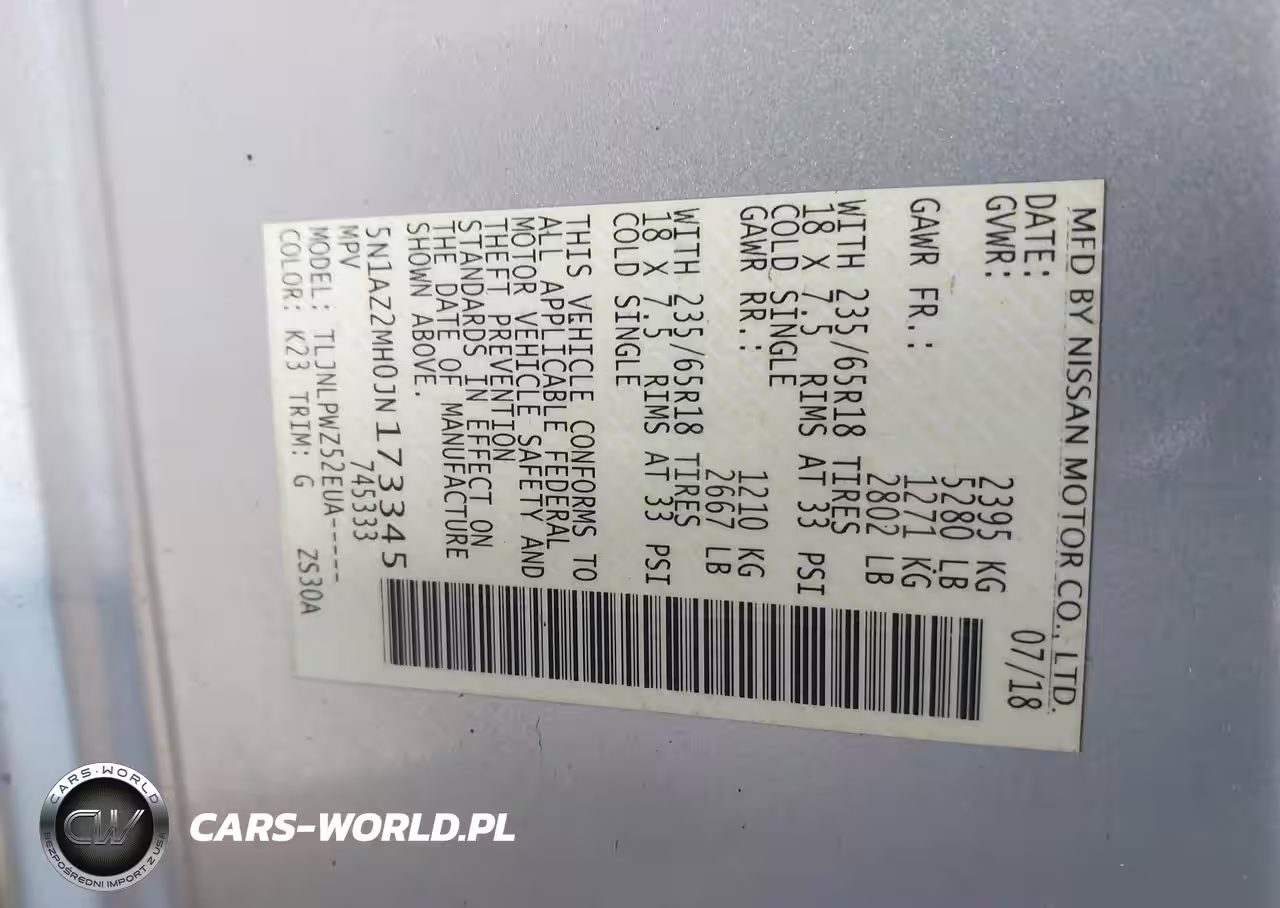 MFD BY NISSAN MOTOR CO., LTD.
DATE: 07/18
GVWR: 2395 KG
5280 LB
GAWR FR.: 1271 KG
2802 LB
WITH 235/65R18 TIRES
18 X 7.5 RIMS AT 33 PSI
COLD SINGLE
GAWR RR.: 1210 KG
2667 LB
WITH 235/65R18 TIRES
18 X 7.5 RIMS AT 33 PSI
COLD SINGLE
THIS VEHICLE CONFORMS TO
ALL APPLICABLE FEDERAL
MOTOR VEHICLE SAFETY AND
THEFT PREVENTION
STANDARDS IN EFFECT ON
THE DATE OF MANUFACTURE
SHOWN ABOVE.
5N1AZ2MH0JN173345
MPV 745333
MODEL: TLJNLPWZ52EUA-----
COLOR: K23 TRIM: G ZS30A
CARS-WORLD
CW
BEZPOŚREDNI IMPORT Z USA
CARS-WORLD.PL